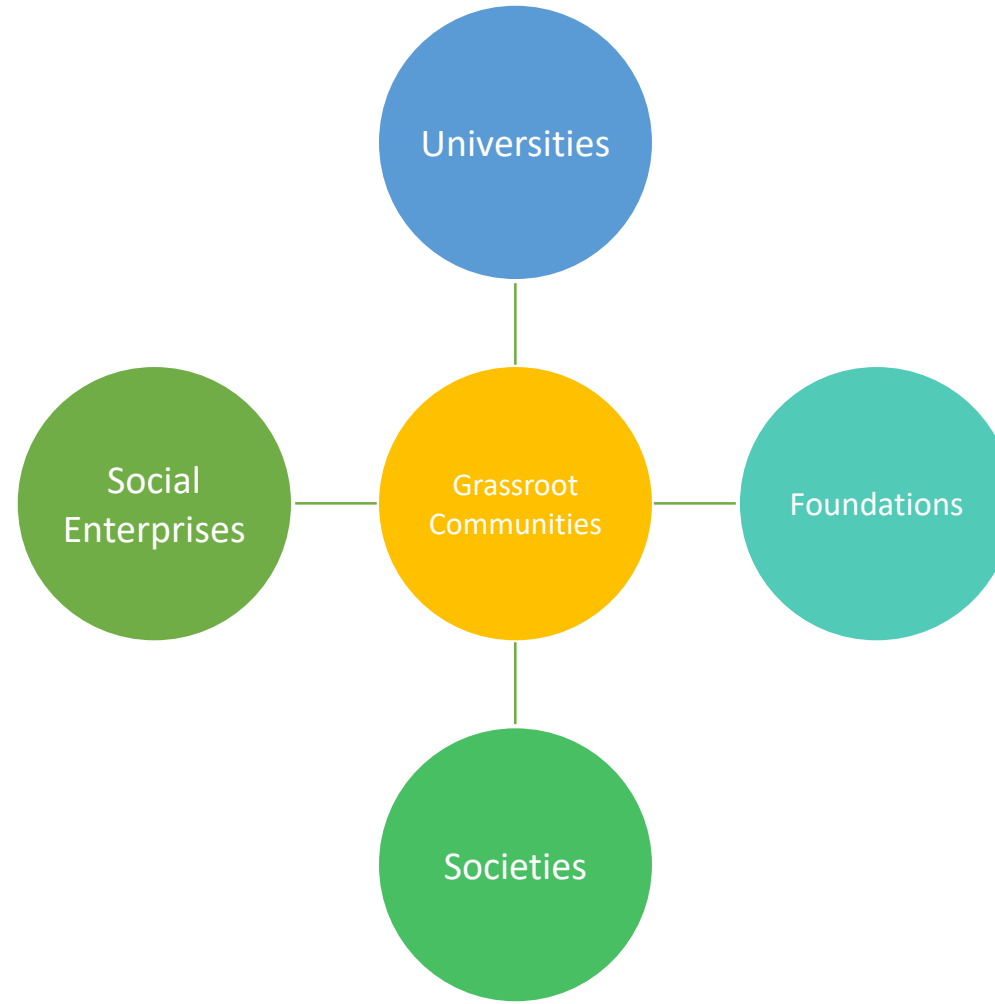 Universities
Social
Enterprises
Grassroot
Communities
Foundations
Societies